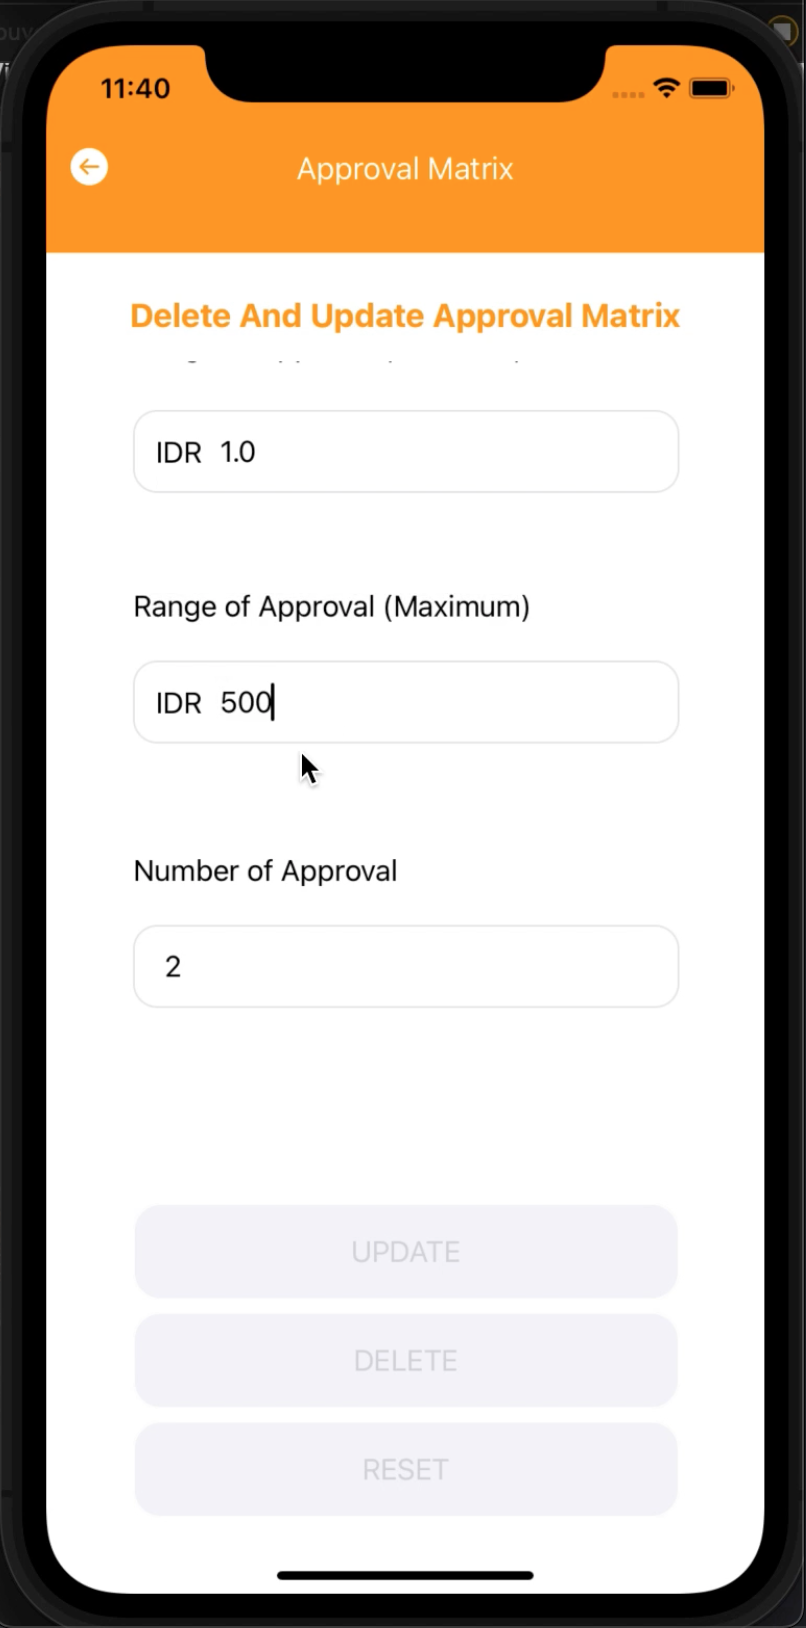 11:40
Approval Matrix
Delete And Update Approval Matrix
IDR 1.0
Range of Approval (Maximum)
IDR 500
Number of Approval
2
UPDATE
DELETE
RESET